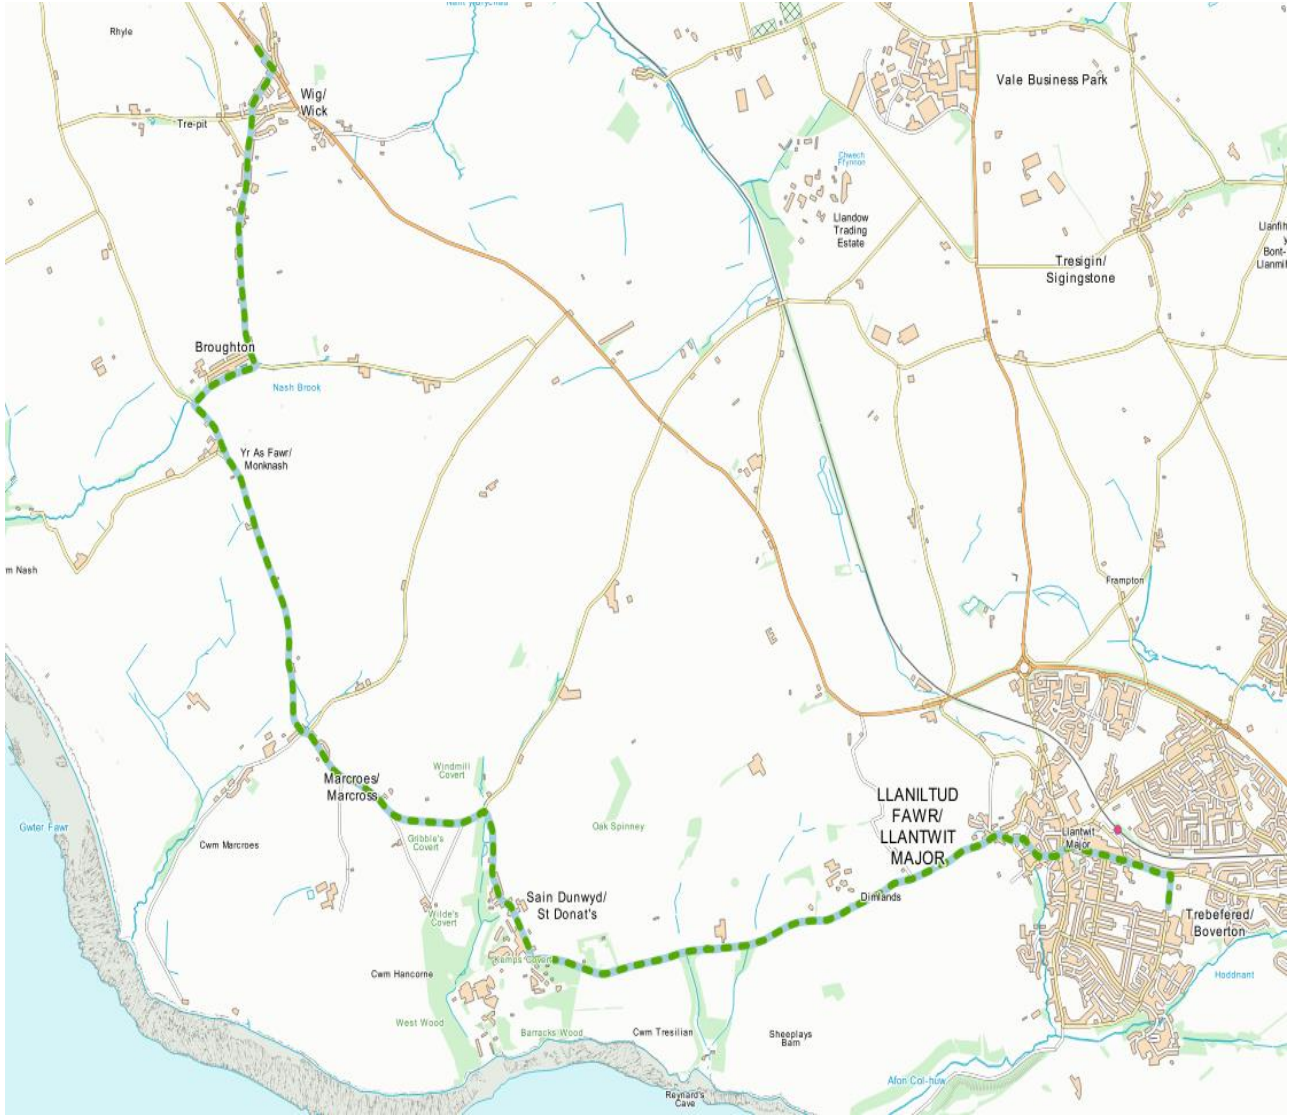 Rhyle
Wig/
Wick
Tre-pit
Vale Business Park
Chwech
Ffynnon
Llandow
Trading
Estate
Tresigin/
Sigingstone
Bont-
Broughton
Nash Brook
Yr As Fawr/
Monknash
m Nash
Frampton
Marcroes/
Marcross
Windmill
Covert
Gwter Fawr
Cwm Marcroes
Gribble's
Covert
Oak Spinney
LLANILTUD
FAWR/
LLANTWIT
MAJOR
Llantwit
Major
Dimlands
Sain Dunwyd/
St Donat's
Wilde's
Covert
Trebefered/
Boverton
Kemps Covert
Cwm Hancorne
Hoddnant
West Wood
Barracks Wood
Cwm Tresilian
Sheeplays
Barn
Afon Col-huw
Reynard's
Cave